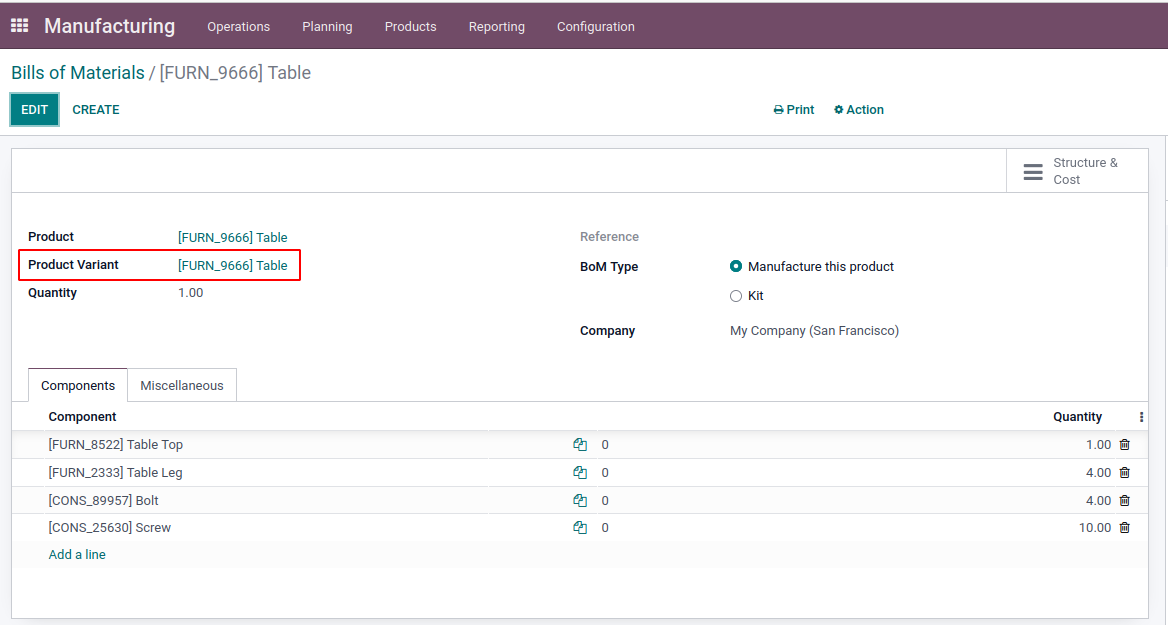 Manufacturing Operations Planning Products Reporting Configuration
Bills of Materials / [FURN_9666] Table
EDIT CREATE Print Action
Structure &
Cost
Product [FURN_9666] Table Reference
Product Variant [FURN_9666] Table BoM Type Manufacture this product
Quantity 1.00 Kit
Company My Company (San Francisco)
Components Miscellaneous
Component Quantity
[FURN_8522] Table Top 0 1.00
[FURN_2333] Table Leg 0 4.00
[CONS_89957] Bolt 0 4.00
[CONS_25630] Screw 0 10.00
Add a line